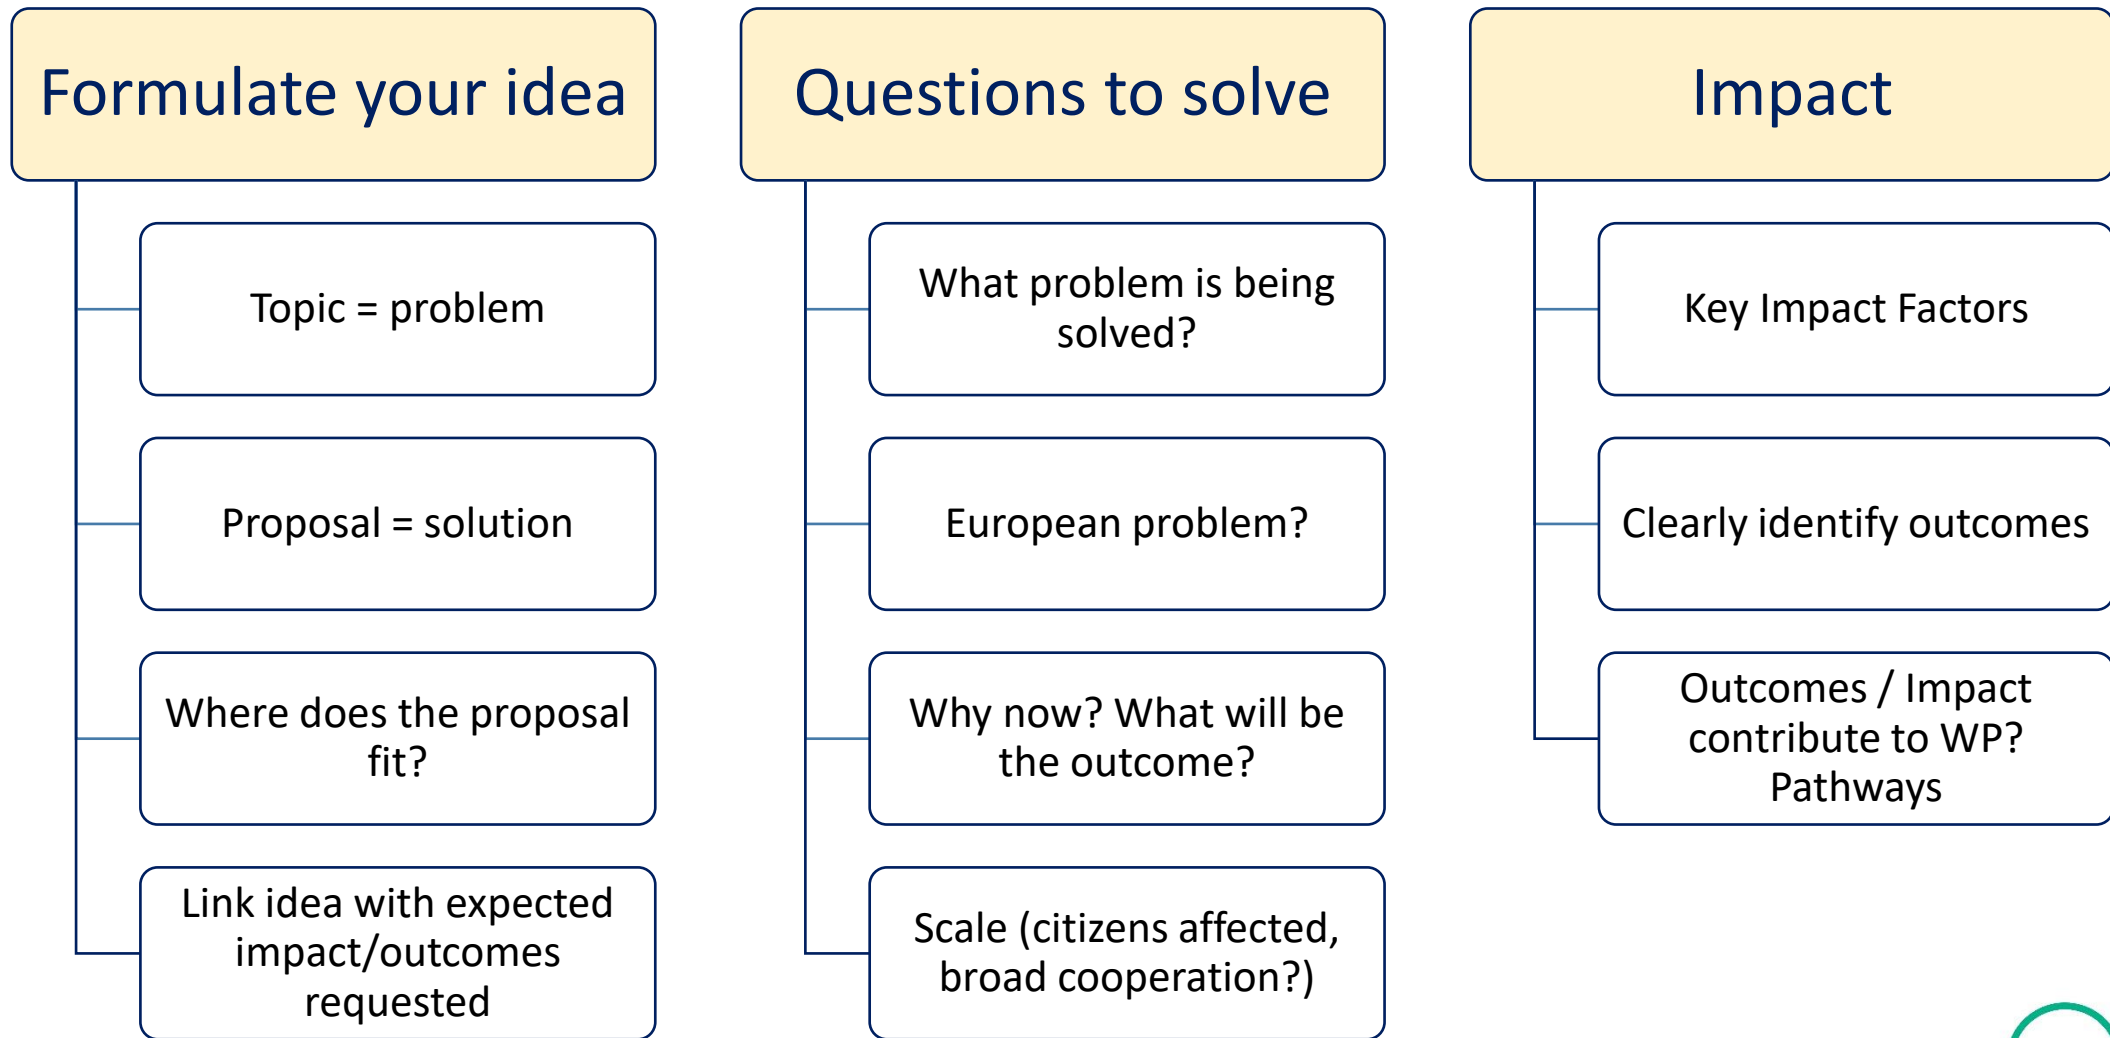 Formulate your idea
Topic = problem
Proposal = solution
Where does the proposal
fit?
Link idea with expected
impact/outcomes
requested
Questions to solve
What problem is being
solved?
European problem?
Why now? What will be
the outcome?
Scale (citizens affected,
broad cooperation?)
Impact
Key Impact Factors
Clearly identify outcomes
Outcomes / Impact
contribute to WP?
Pathways